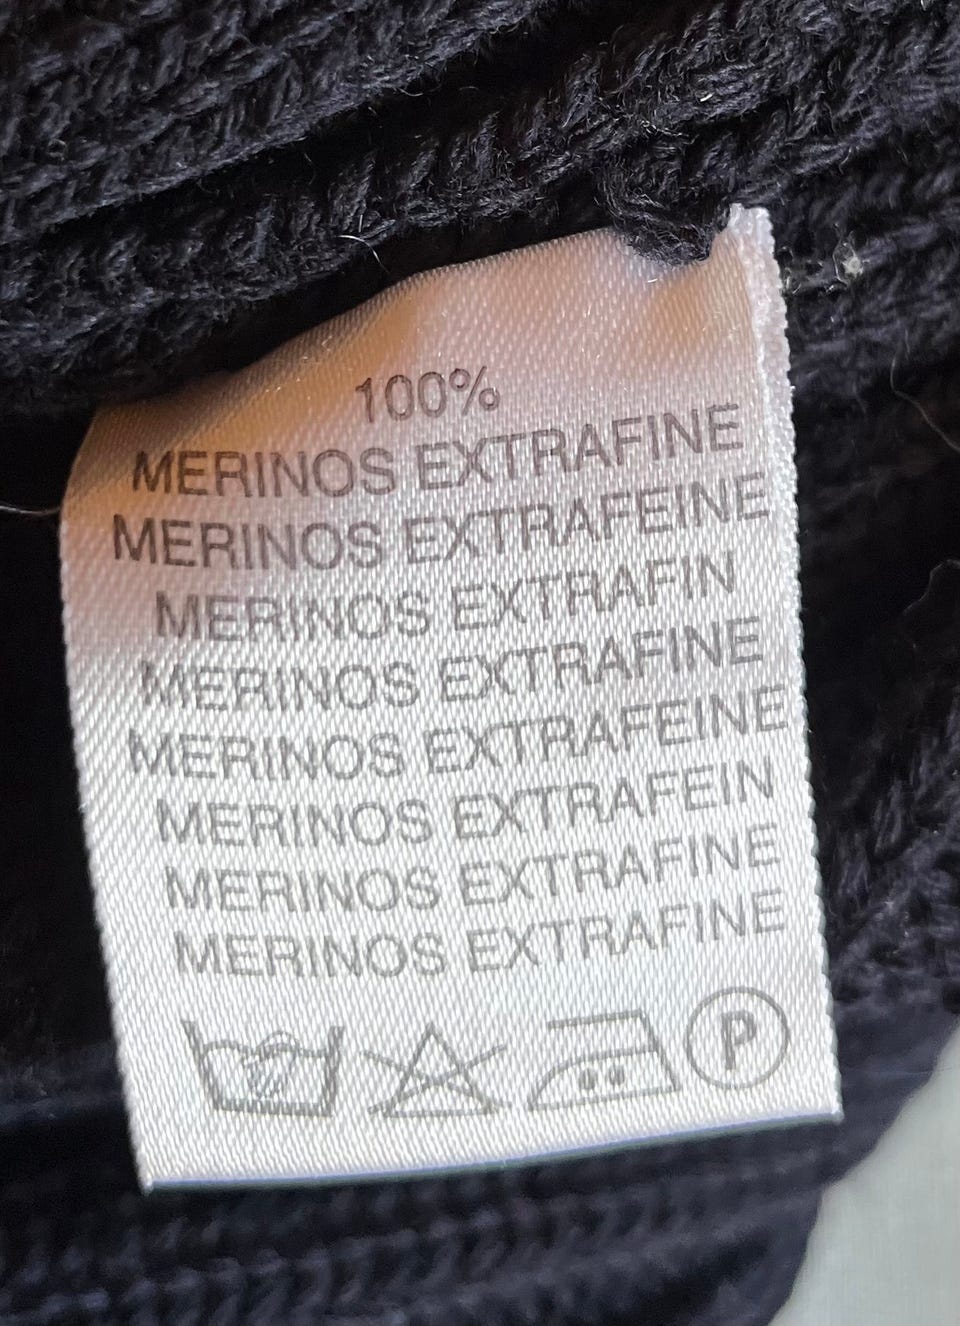 100%
MERINOS EXTRAFINE
MERINOS EXTRAFEINE
MERINOS EXTRAFIN
MERINOS EXTRAFINE
MERINOS EXTRAFEINE
MERINOS EXTRAFEIN
MERINOS EXTRAFINE
MERINOS EXTRAFINE
P